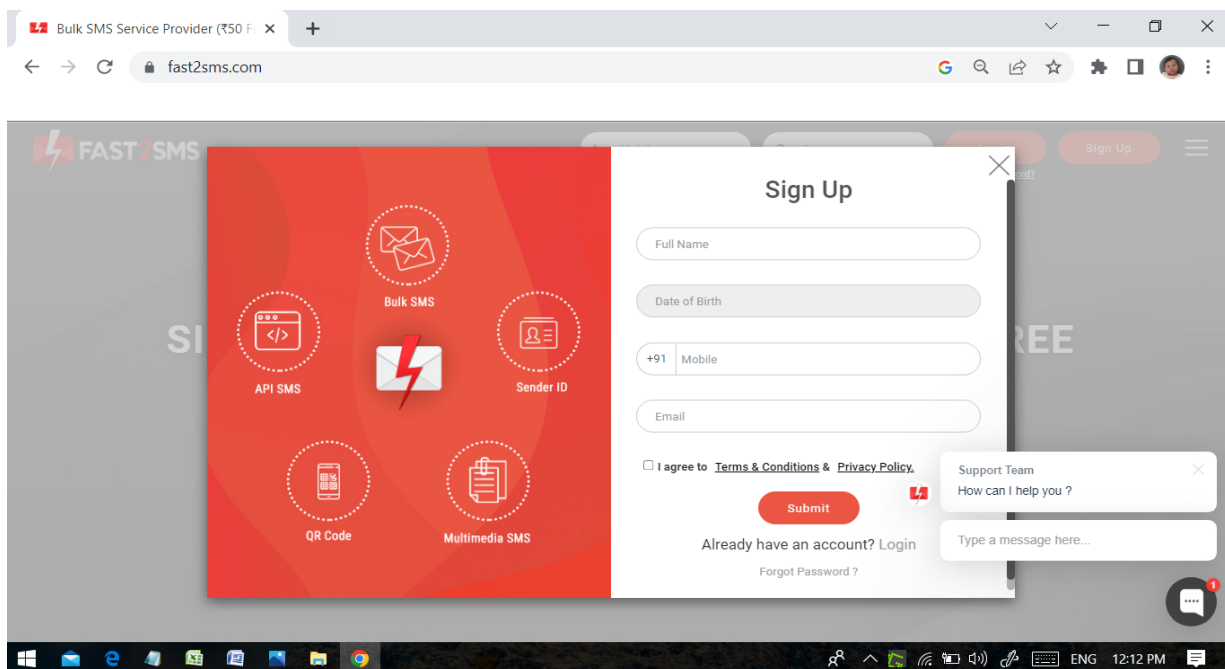 Bulk SMS Service Provider (₹50 F
fast2sms.com
FAST2SMS
Sign Up
Sign Up
Full Name
Date of Birth
+91 Mobile
Email
I agree to Terms & Conditions & Privacy Policy.
Submit
Already have an account? Login
Forgot Password ?
Bulk SMS
API SMS
Sender ID
QR Code
Multimedia SMS
SI
REE
Support Team
How can I help you ?
Type a message here...
1
ENG 12:12 PM